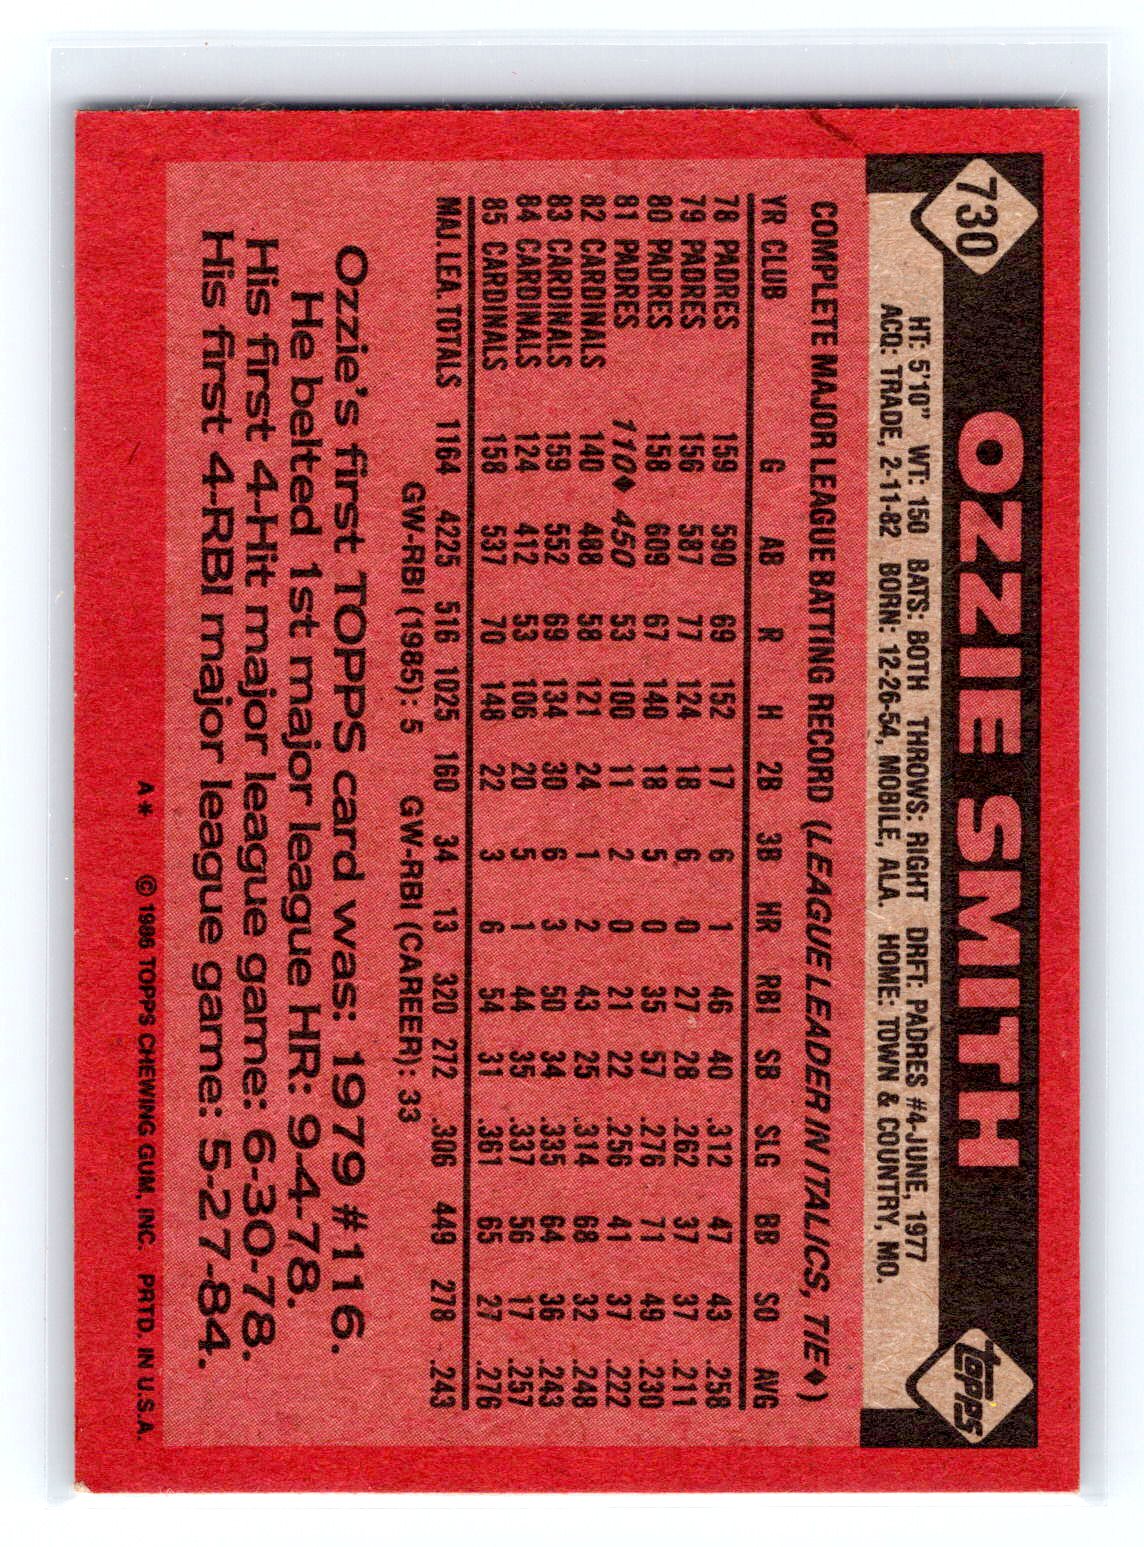 730
OZZIE SMITH
topps
HT: 5'10" WT: 150 BATS: BOTH THROWS: RIGHT DRFT: PADRES #4-JUNE, 1977
ACQ: TRADE, 2-11-82 BORN: 12-26-54, MOBILE, ALA. HOME: TOWN & COUNTRY, MO.
COMPLETE MAJOR LEAGUE BATTING RECORD (LEAGUE LEADER IN ITALICS, TIE♦)
YR CLUB G AB R H 2B 3B HR RBI SB SLG BB SO AVG
78 PADRES 159 590 69 152 17 6 1 46 40 .312 47 43 .258
79 PADRES 156 587 77 124 18 6 0 27 28 .262 37 37 .211
80 PADRES 158 609 67 140 18 5 0 35 57 .276 71 49 .230
81 PADRES 110♦ 450 53 100 11 2 0 21 22 .256 41 37 .222
82 CARDINALS 140 488 58 121 24 1 2 43 25 .314 68 32 .248
83 CARDINALS 159 552 69 134 30 6 3 50 34 .335 64 36 .243
84 CARDINALS 124 412 53 106 20 5 1 44 35 .337 56 17 .257
85 CARDINALS 158 537 70 148 22 3 6 54 31 .361 65 27 .276
MAJ. LEA. TOTALS 1164 4225 516 1025 160 34 13 320 272 .306 449 278 .243
GW-RBI (1985): 5 GW-RBI (CAREER): 33
Ozzie's first TOPPS card was: 1979 #116.
He belted 1st major league HR: 9-4-78.
His first 4-Hit major league game: 6-30-78.
His first 4-RBI major league game: 5-27-84.
A* © 1986 TOPPS CHEWING GUM, INC. PRTD. IN U.S.A.